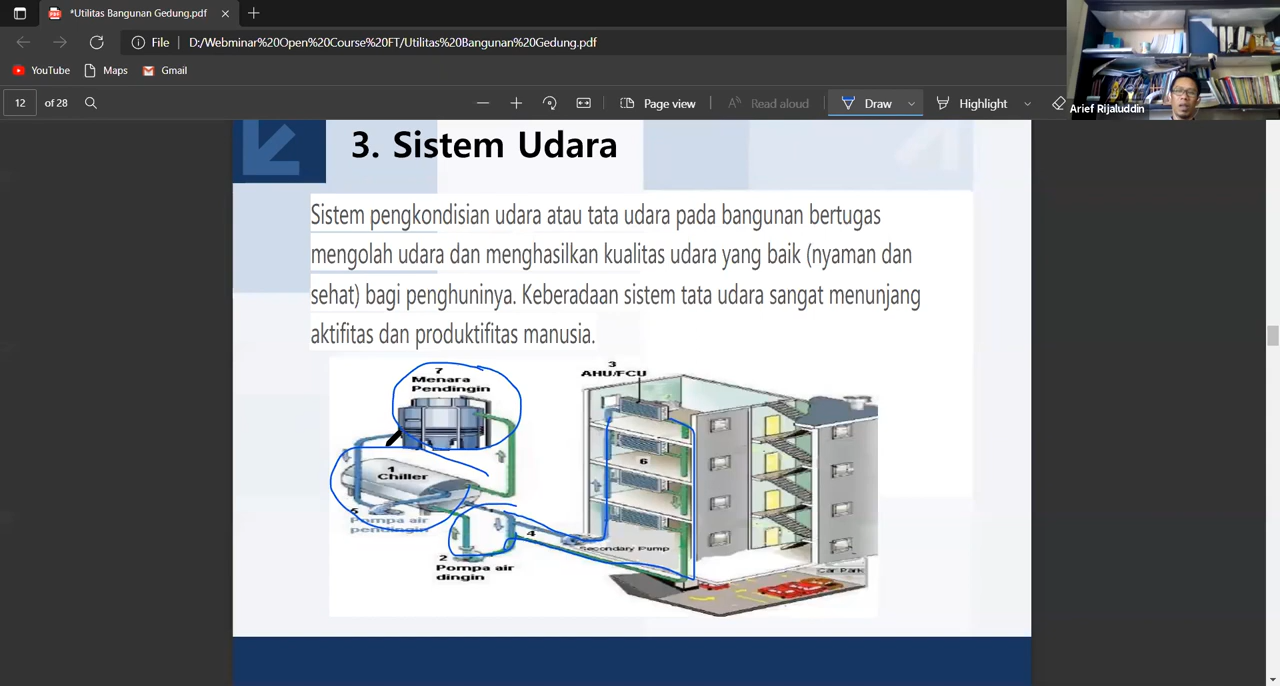 *Utilitas Bangunan Gedung.pdf
File D:/Webminar%20Open%20Course%20FT/Utilitas%20Bangunan%20Gedung.pdf
YouTube Maps Gmail
12 of 28 Page view Read aloud Draw Highlight
Arief Rijaluddin
3. Sistem Udara
Sistem pengkondisian udara atau tata udara pada bangunan bertugas
mengolah udara dan menghasilkan kualitas udara yang baik (nyaman dan
sehat) bagi penghuninya. Keberadaan sistem tata udara sangat menunjang
aktifitas dan produktifitas manusia.
7
Menara
Pendingin
3
AHU/FCU
1
Chiller
6
5
Pompa air
pendingin
4
Secondary Pump
2
Pompa air
dingin
Car Park